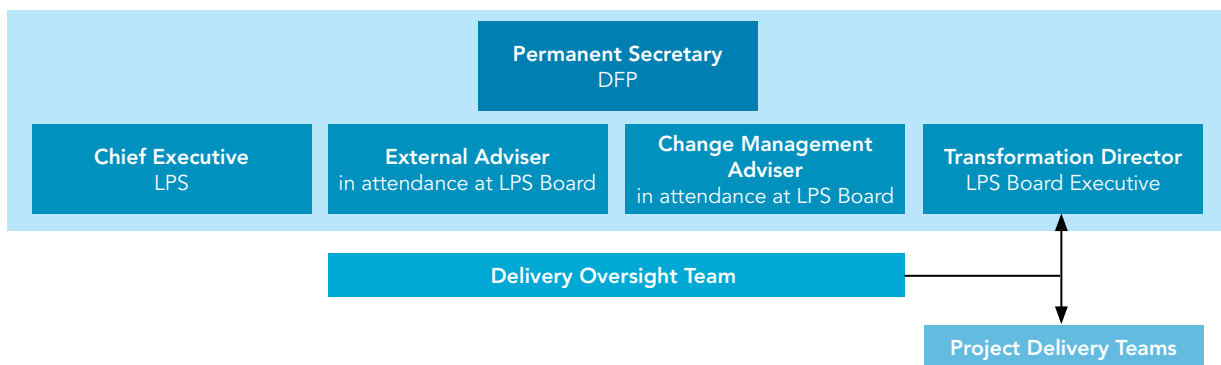 Permanent Secretary
DFP
Chief Executive
LPS
External Adviser
in attendance at LPS Board
Change Management
Adviser
in attendance at LPS Board
Transformation Director
LPS Board Executive
Delivery Oversight Team
Project Delivery Teams